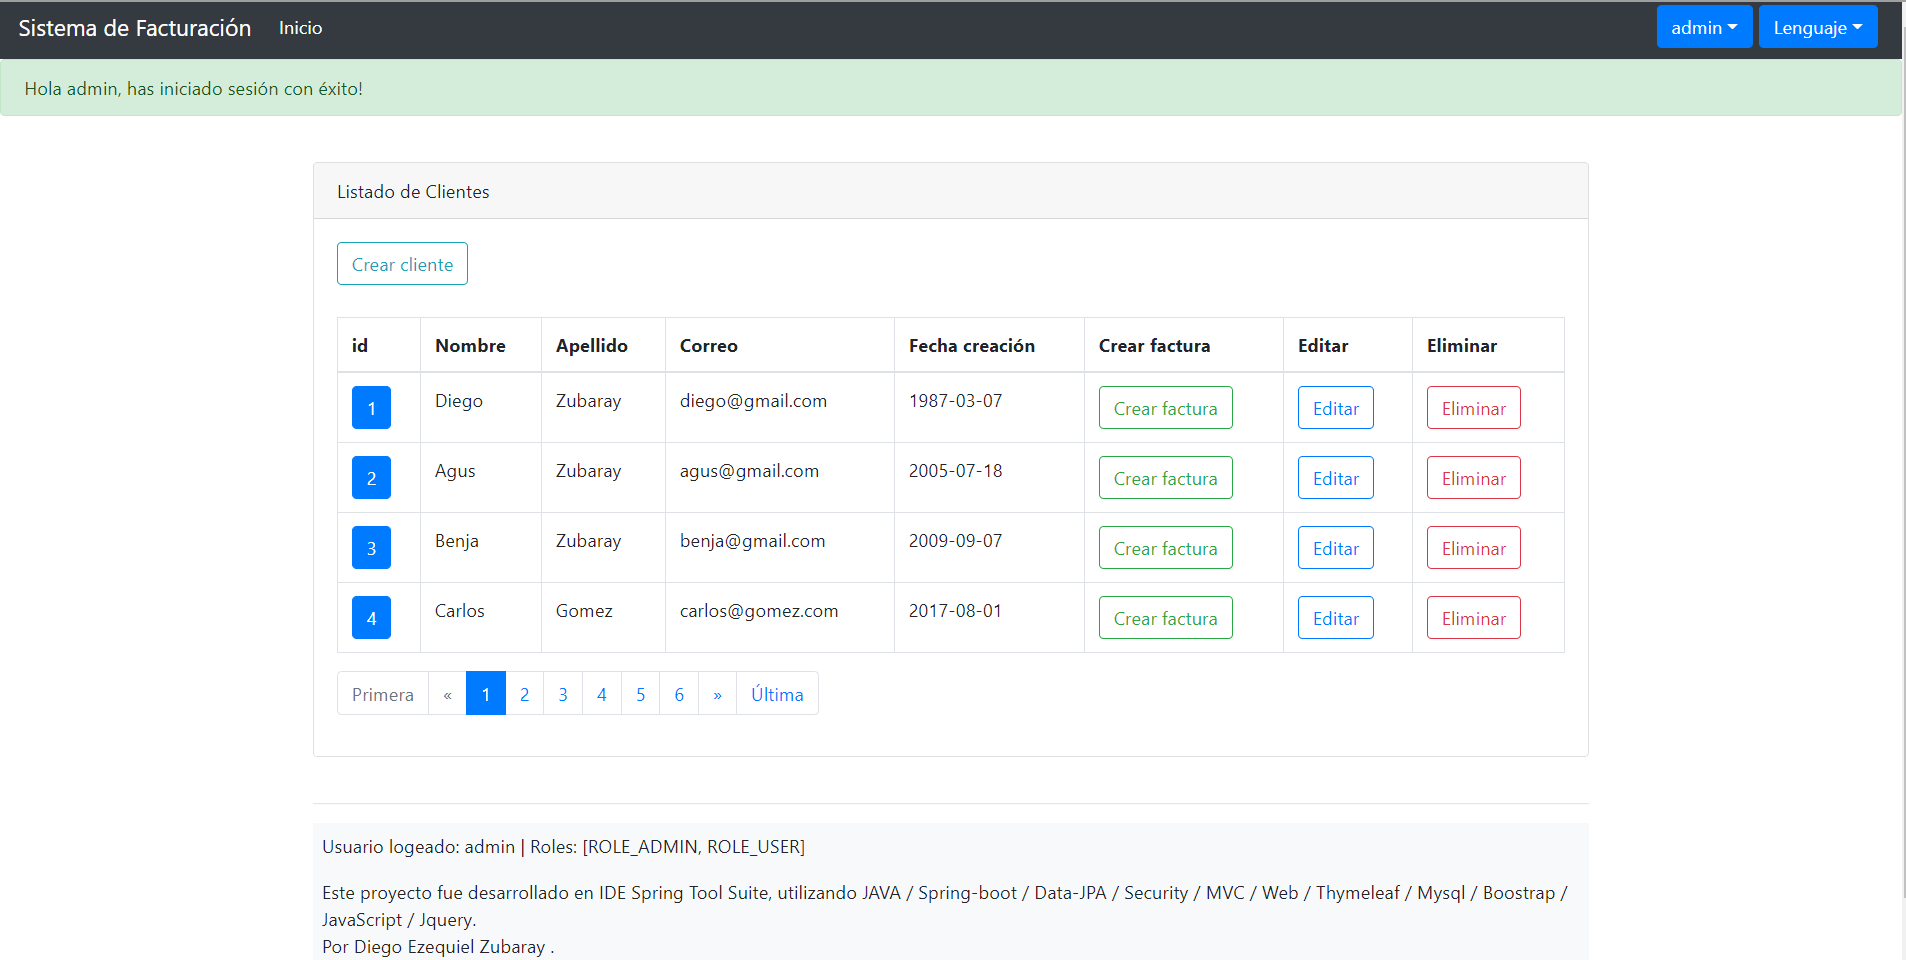 Sistema de Facturación Inicio admin Lenguaje
Hola admin, has iniciado sesión con éxito!
Listado de Clientes
Crear cliente
id Nombre Apellido Correo Fecha creación Crear factura Editar Eliminar
1 Diego Zubaray diego@gmail.com 1987-03-07 Crear factura Editar Eliminar
2 Agus Zubaray agus@gmail.com 2005-07-18 Crear factura Editar Eliminar
3 Benja Zubaray benja@gmail.com 2009-09-07 Crear factura Editar Eliminar
4 Carlos Gomez carlos@gomez.com 2017-08-01 Crear factura Editar Eliminar
Primera « 1 2 3 4 5 6 » Última
Usuario logeado: admin | Roles: [ROLE_ADMIN, ROLE_USER]
Este proyecto fue desarrollado en IDE Spring Tool Suite, utilizando JAVA / Spring-boot / Data-JPA / Security / MVC / Web / Thymeleaf / Mysql / Boostrap /
JavaScript / Jquery.
Por Diego Ezequiel Zubaray .